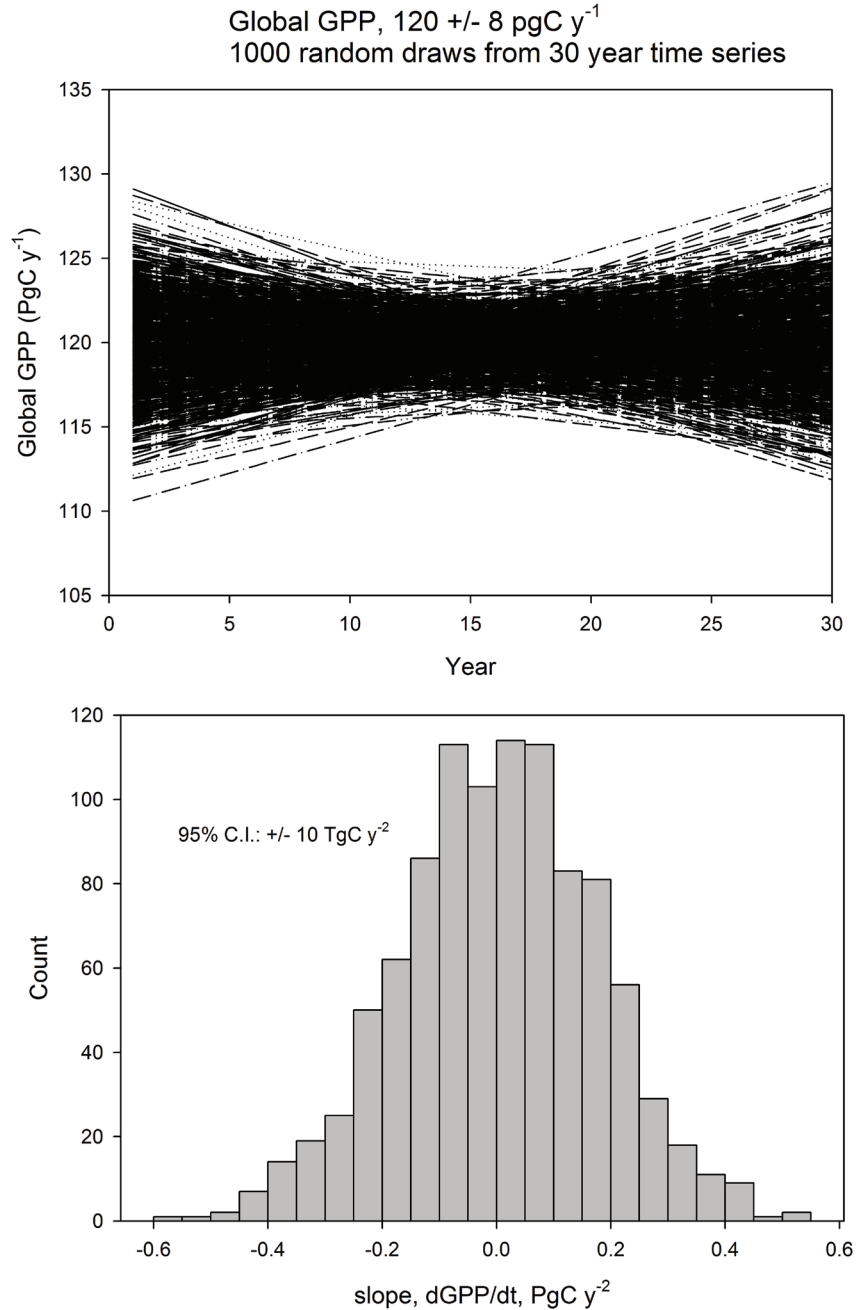 Global GPP, 120 +/- 8 pgC y⁻¹
1000 random draws from 30 year time series
135
130
125
120
115
110
105
Global GPP (PgC y⁻¹)
0 5 10 15 20 25 30
Year
120
100
80
60
40
20
0
Count
95% C.I.: +/- 10 TgC y⁻²
-0.6 -0.4 -0.2 0.0 0.2 0.4 0.6
slope, dGPP/dt, PgC y⁻²